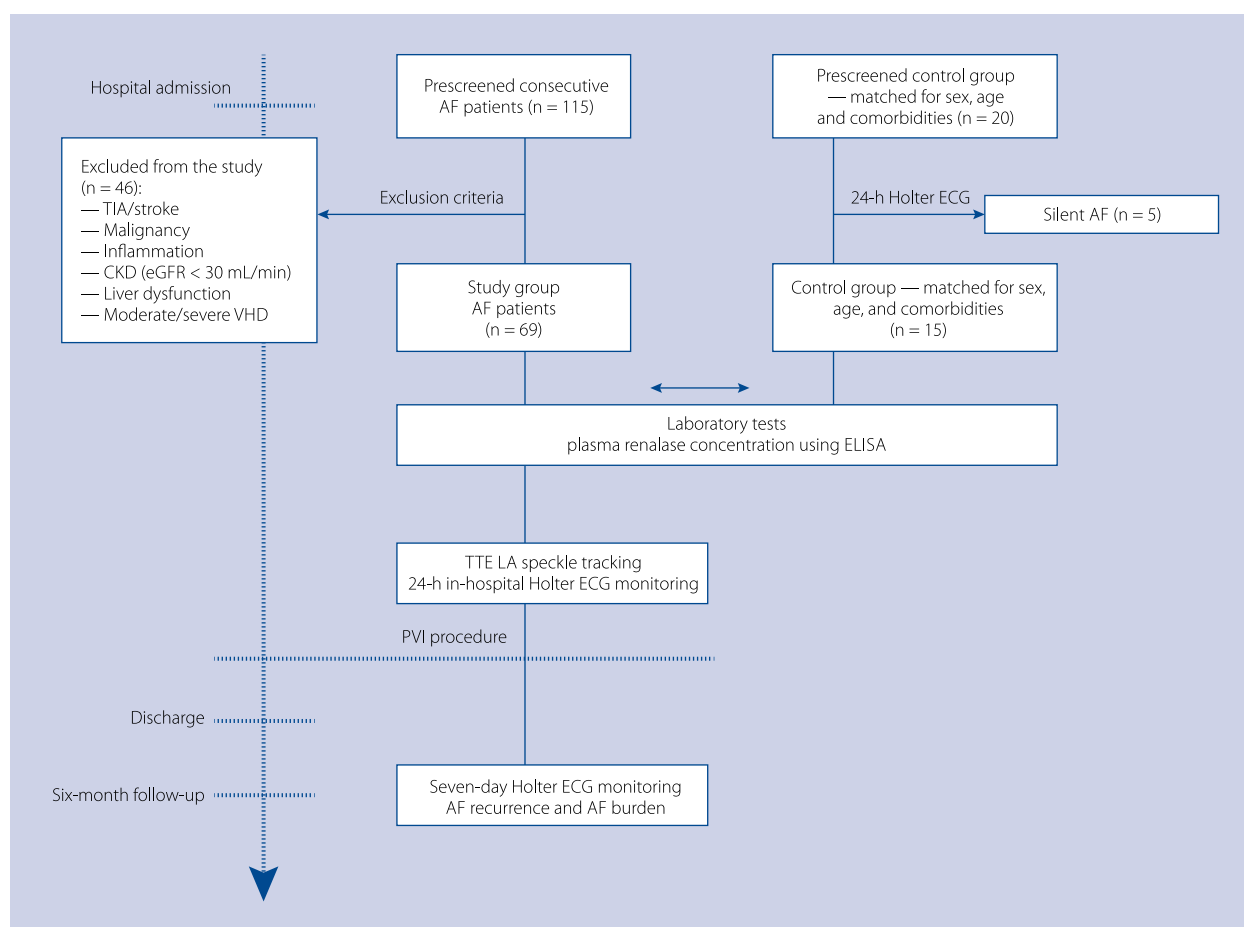 Hospital admission
Prescreened consecutive
AF patients (n = 115)
Prescreened control group
— matched for sex, age
and comorbidities (n = 20)
Excluded from the study
(n = 46):
— TIA/stroke
— Malignancy
— Inflammation
— CKD (eGFR < 30 mL/min)
— Liver dysfunction
— Moderate/severe VHD
Exclusion criteria
24-h Holter ECG
Silent AF (n = 5)
Study group
AF patients
(n = 69)
Control group — matched for sex,
age, and comorbidities
(n = 15)
Laboratory tests
plasma renalase concentration using ELISA
TTE LA speckle tracking
24-h in-hospital Holter ECG monitoring
PVI procedure
Discharge
Six-month follow-up
Seven-day Holter ECG monitoring
AF recurrence and AF burden